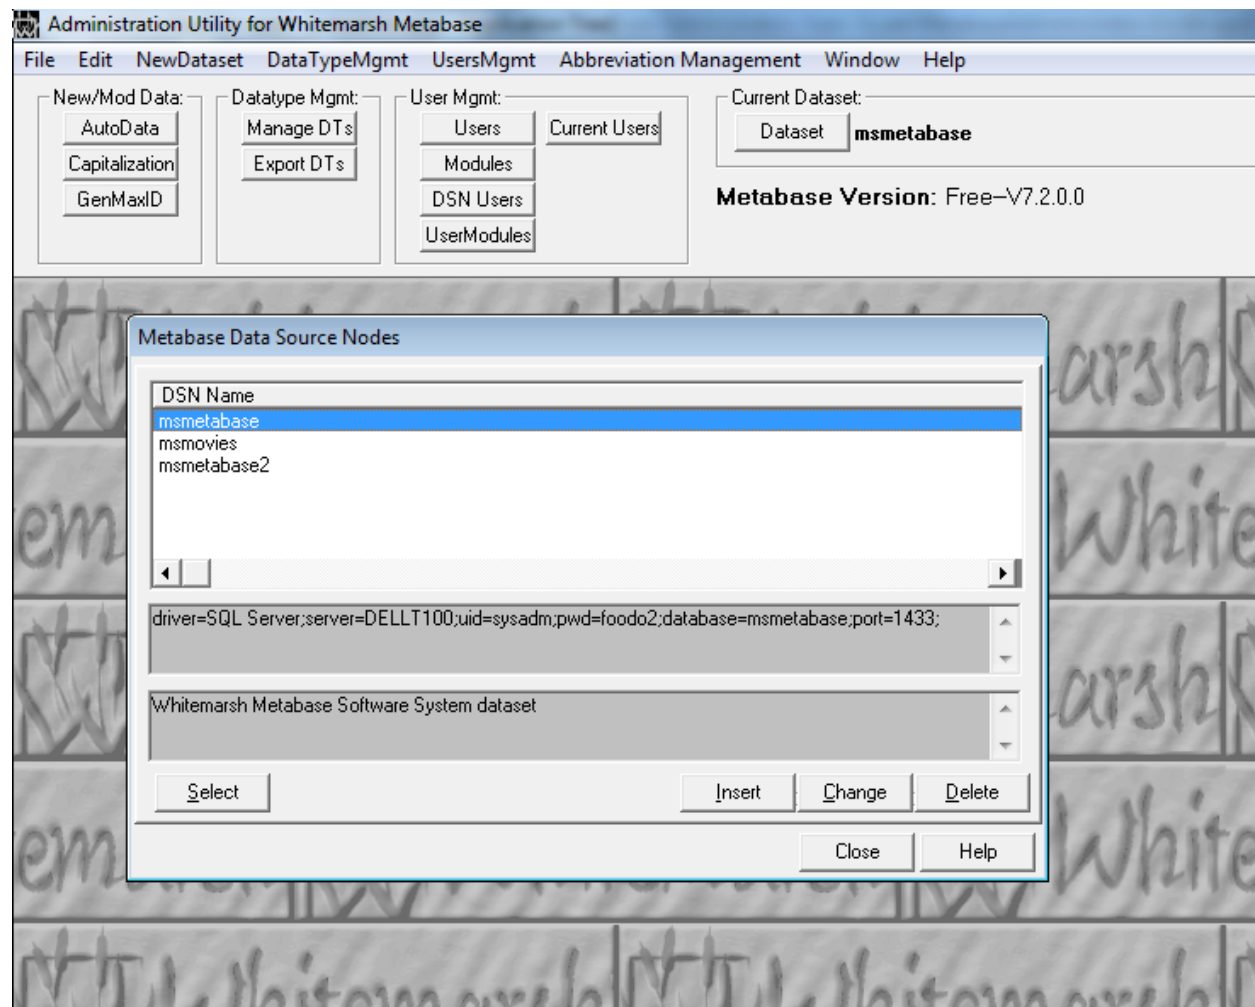 Administration Utility for Whitemarsh Metabase
File Edit NewDataset DataTypeMgmt UsersMgmt Abbreviation Management Window Help
New/Mod Data: Datatype Mgmt: User Mgmt: Current Dataset:
AutoData Manage DTs Users Current Users Dataset msmetabase
Capitalization Export DTs Modules
GenMaxID DSN Users Metabase Version: Free-V7.2.0.0
UserModules
Metabase Data Source Nodes
DSN Name
msmetabase
msmovies
msmetabase2
driver=SQL Server;server=DELLT100;uid=sysadm;pwd=foodo2;database=msmetabase;port=1433;
Whitemarsh Metabase Software System dataset
Select Insert Change Delete
Close Help